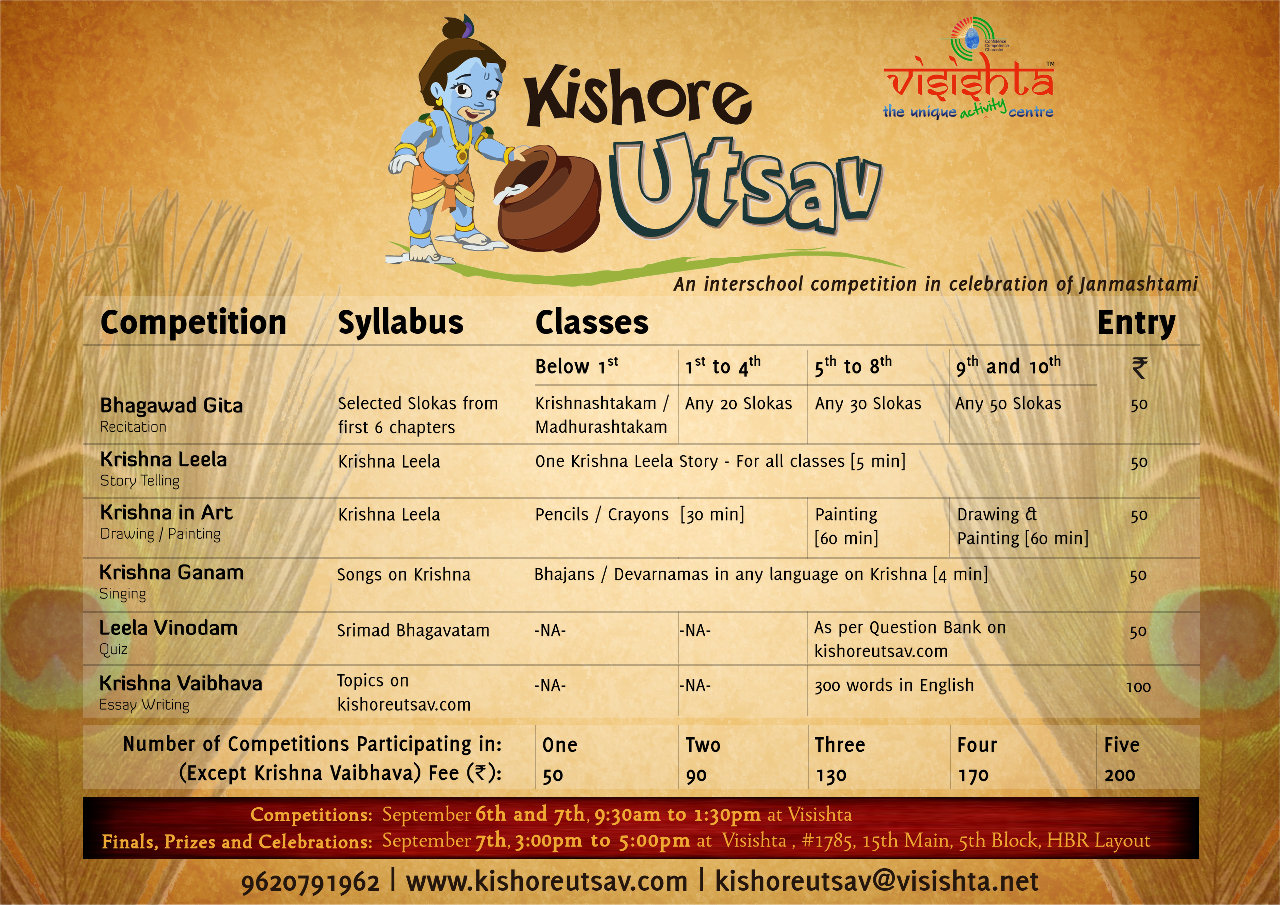 Kishore
Utsav
Confidence
Competence
Character
visishta TM
the unique activity centre
An interschool competition in celebration of Janmashtami
Competition Syllabus Classes Entry
Below 1st 1st to 4th 5th to 8th 9th and 10th ₹
Bhagawad Gita Selected Slokas from Krishnashtakam / Any 20 Slokas Any 30 Slokas Any 50 Slokas 50
Recitation first 6 chapters Madhurashtakam
Krishna Leela Krishna Leela One Krishna Leela Story - For all classes [5 min] 50
Story Telling
Krishna in Art Krishna Leela Pencils / Crayons [30 min] Painting Drawing & 50
Drawing / Painting [60 min] Painting [60 min]
Krishna Ganam Songs on Krishna Bhajans / Devarnamas in any language on Krishna [4 min] 50
Singing
Leela Vinodam Srimad Bhagavatam -NA- -NA- As per Question Bank on 50
Quiz kishoreutsav.com
Krishna Vaibhava Topics on -NA- -NA- 300 words in English 100
Essay Writing kishoreutsav.com
Number of Competitions Participating in: One Two Three Four Five
(Except Krishna Vaibhava) Fee (₹): 50 90 130 170 200
Competitions: September 6th and 7th, 9:30am to 1:30pm at Visishta
Finals, Prizes and Celebrations: September 7th, 3:00pm to 5:00pm at Visishta , #1785, 15th Main, 5th Block, HBR Layout
9620791962 | www.kishoreutsav.com | kishoreutsav@visishta.net